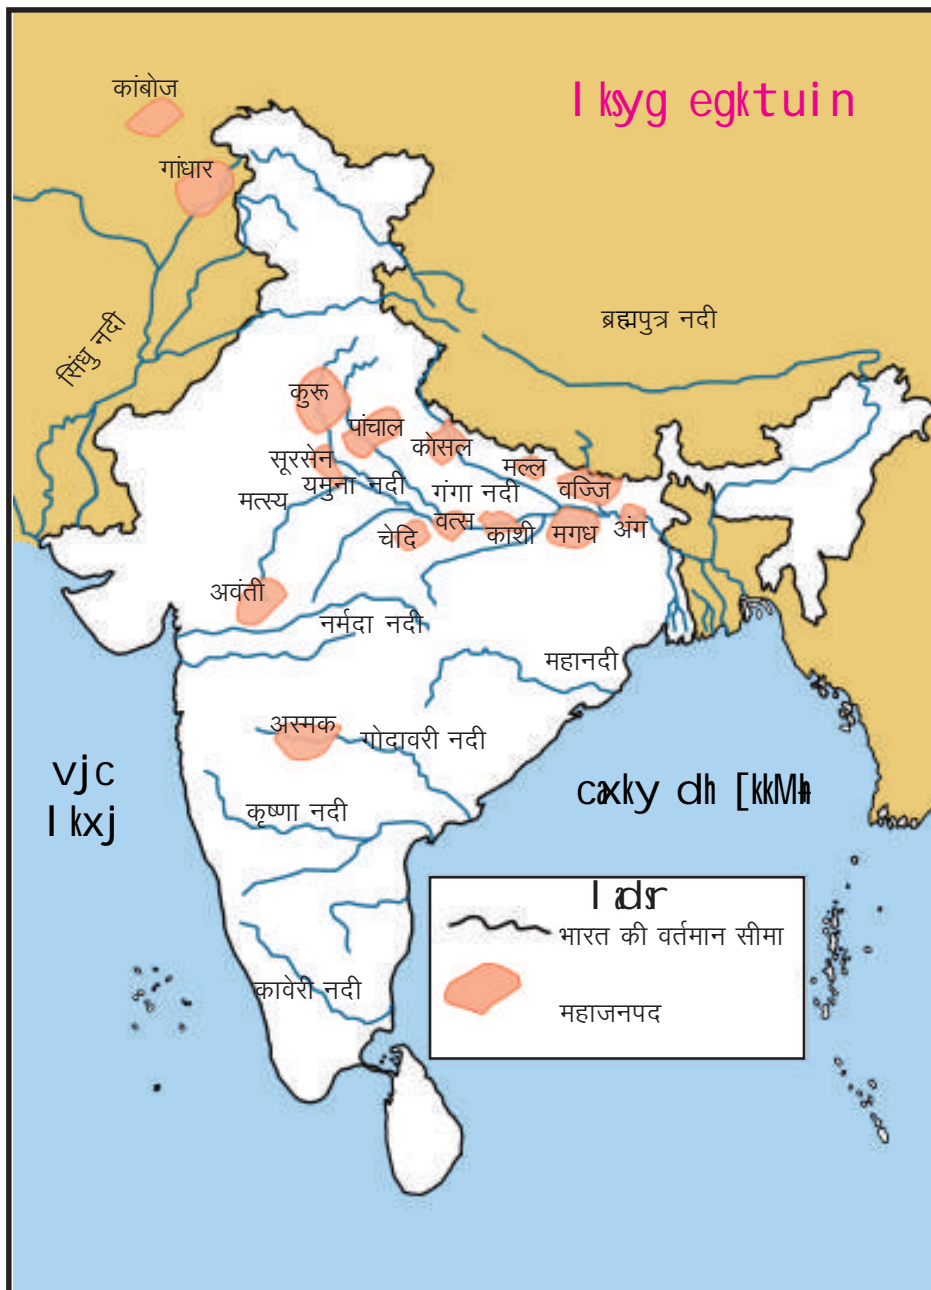 कांबोज
I ksyg egktuin
गांधार
ब्रह्मपुत्र नदी
सिंधु नदी
कुरू
पांचाल
कोसल
सूरसेन
मल्ल
यमुना नदी
गंगा नदी
वज्जि
मत्स्य
चेदि
वत्स
काशी
मगध
अंग
अवंती
नर्मदा नदी
महानदी
अस्मक
गोदावरी नदी
vjc
I kxj
caxky dh [kkMh
कृष्णा नदी
I adsr
भारत की वर्तमान सीमा
कावेरी नदी
महाजनपद